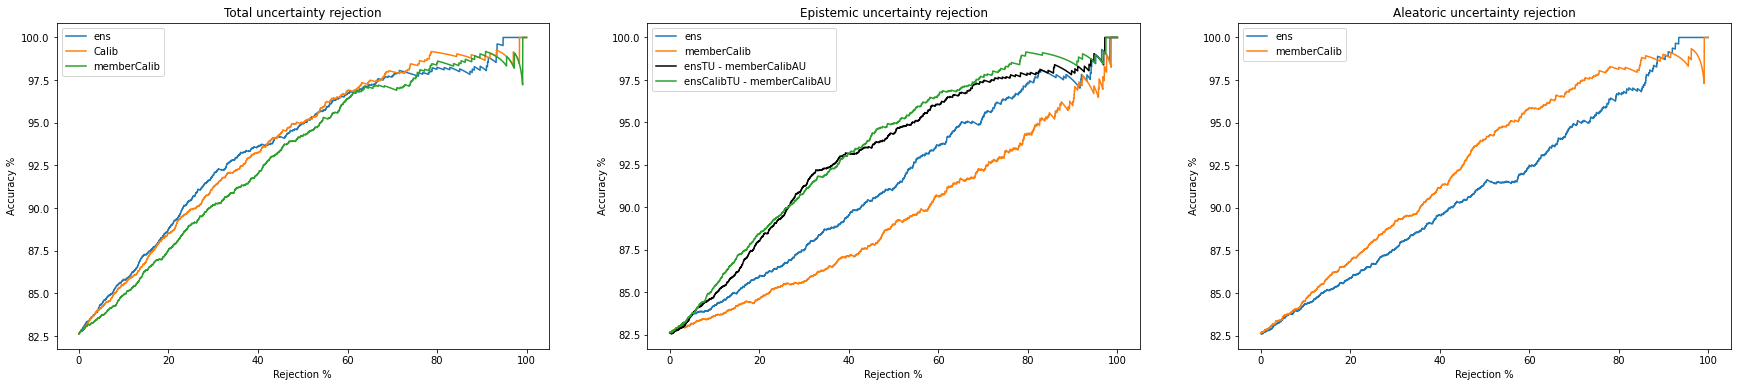 Total uncertainty rejection
ens
Calib
memberCalib
Accuracy %
100.0
97.5
95.0
92.5
90.0
87.5
85.0
82.5
0 20 40 60 80 100
Rejection %
Epistemic uncertainty rejection
ens
memberCalib
ensTU - memberCalibAU
ensCalibTU - memberCalibAU
Accuracy %
100.0
97.5
95.0
92.5
90.0
87.5
85.0
82.5
0 20 40 60 80 100
Rejection %
Aleatoric uncertainty rejection
ens
memberCalib
Accuracy %
100.0
97.5
95.0
92.5
90.0
87.5
85.0
82.5
0 20 40 60 80 100
Rejection %